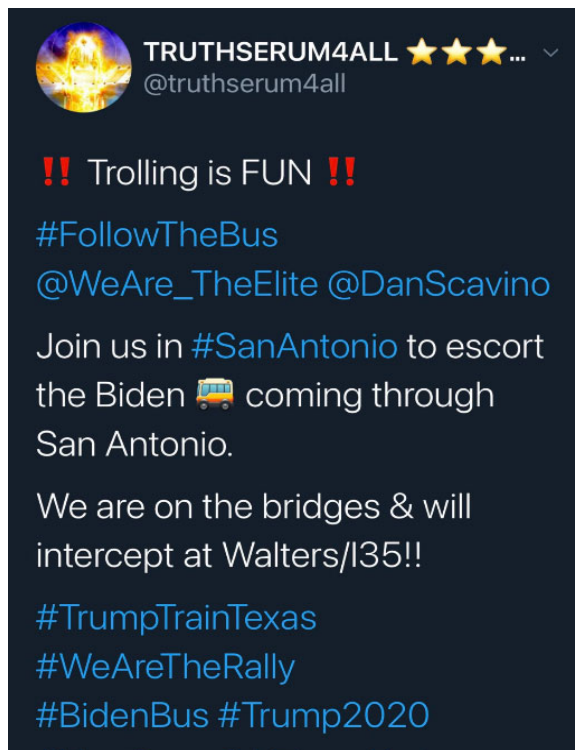 TRUTHSERUM4ALL ⭐⭐⭐...
@truthserum4all
‼️ Trolling is FUN ‼️
#FollowTheBus
@WeAre_TheElite @DanScavino
Join us in #SanAntonio to escort
the Biden 🚌 coming through
San Antonio.
We are on the bridges & will
intercept at Walters/I35!!
#TrumpTrainTexas
#WeAreTheRally
#BidenBus #Trump2020